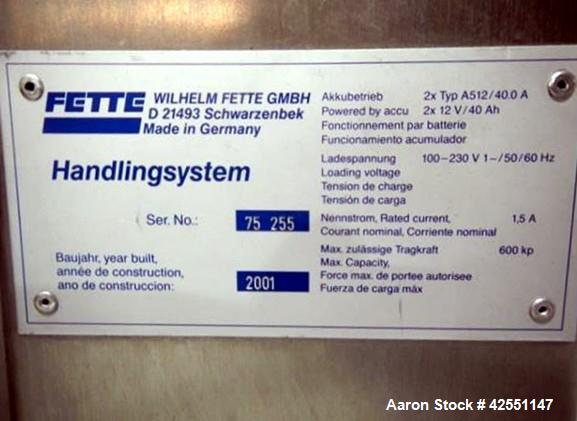 FETTE
WILHELM FETTE GMBH
D 21493 Schwarzenbek
Made in Germany
Handlingsystem
Ser. No.: 75 255
Baujahr, year built,
année de construction,
ano de construccion: 2001
Akkubetrieb 2x Typ A512/40.0 A
Powered by accu 2x 12 V/40 Ah
Fonctionnement par batterie
Funcionamiento acumulador
Ladespannung 100-230 V 1~/50/60 Hz
Loading voltage
Tension de charge
Tensión de carga
Nennstrom, Rated current, 1,5 A
Courant nominal, Corriente nominal
Max. zulässige Tragkraft 600 kp
Max. Capacity,
Force max. de portee autorisee
Fuerza de carga máx
Aaron Stock # 42551147